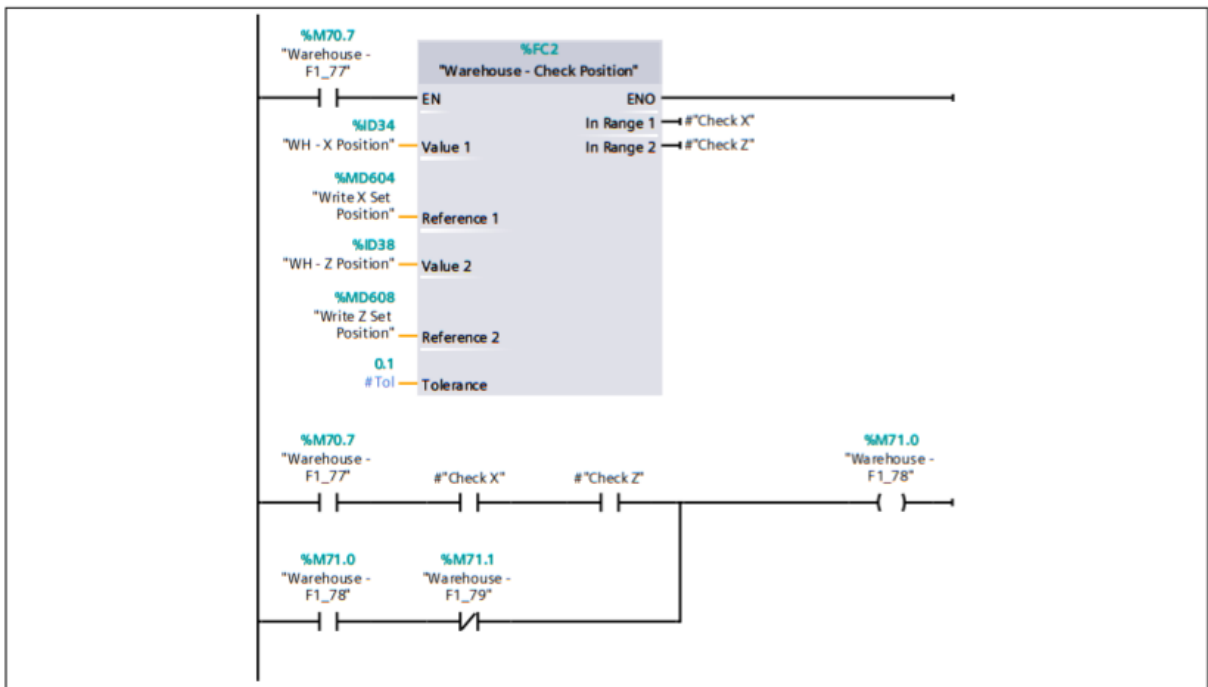 %M70.7
"Warehouse -
F1_77"
%FC2
"Warehouse - Check Position"
EN
ENO
%ID34
"WH - X Position"
Value 1
In Range 1
#"Check X"
In Range 2
#"Check Z"
%MD604
"Write X Set
Position"
Reference 1
%ID38
"WH - Z Position"
Value 2
%MD608
"Write Z Set
Position"
Reference 2
0.1
#Tol
Tolerance
%M70.7
"Warehouse -
F1_77"
#"Check X"
#"Check Z"
%M71.0
"Warehouse -
F1_78"
%M71.0
"Warehouse -
F1_78"
%M71.1
"Warehouse -
F1_79"